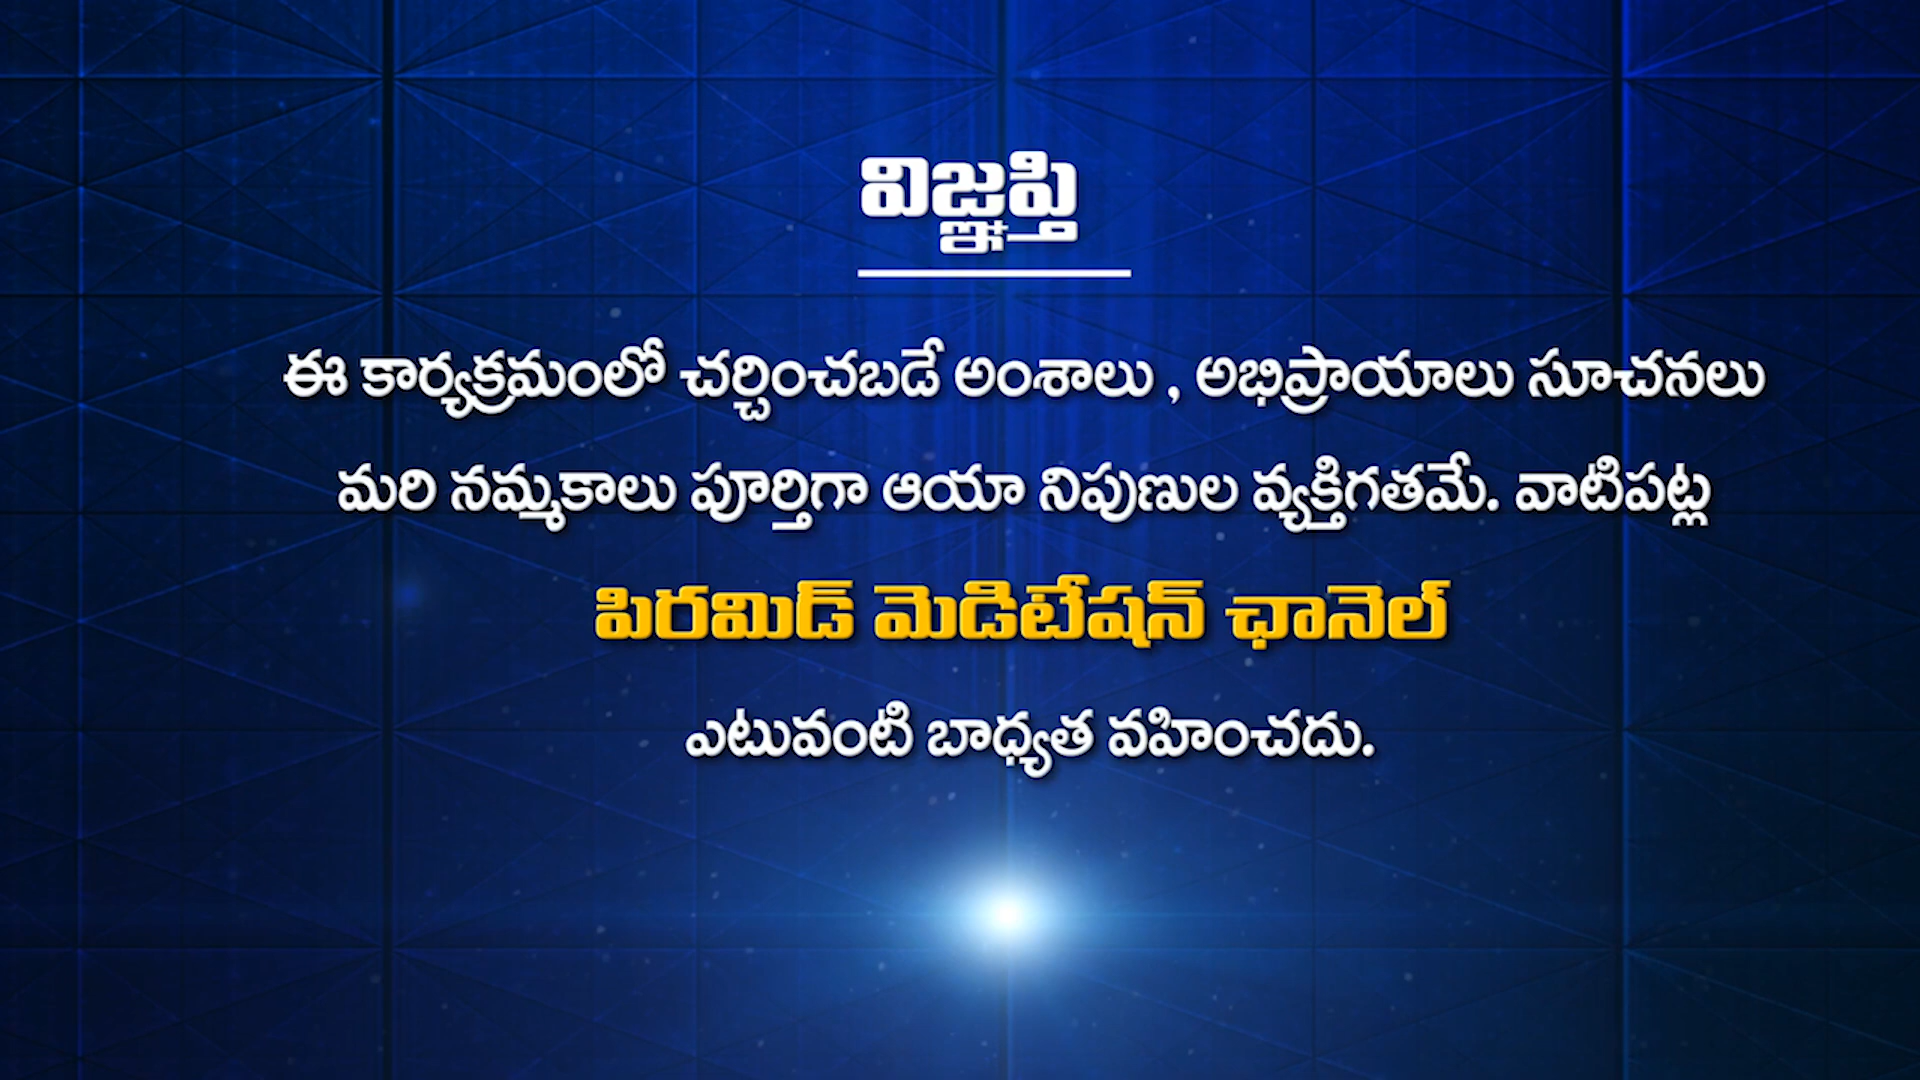 విజ్ఞప్తి
ఈ కార్యక్రమంలో చర్చించబడే అంశాలు , అభిప్రాయాలు సూచనలు
మరి నమ్మకాలు పూర్తిగా ఆయా నిపుణుల వ్యక్తిగతమే. వాటిపట్ల
పిరమిడ్ మెడిటేషన్ ఛానెల్
ఎటువంటి బాధ్యత వహించదు.